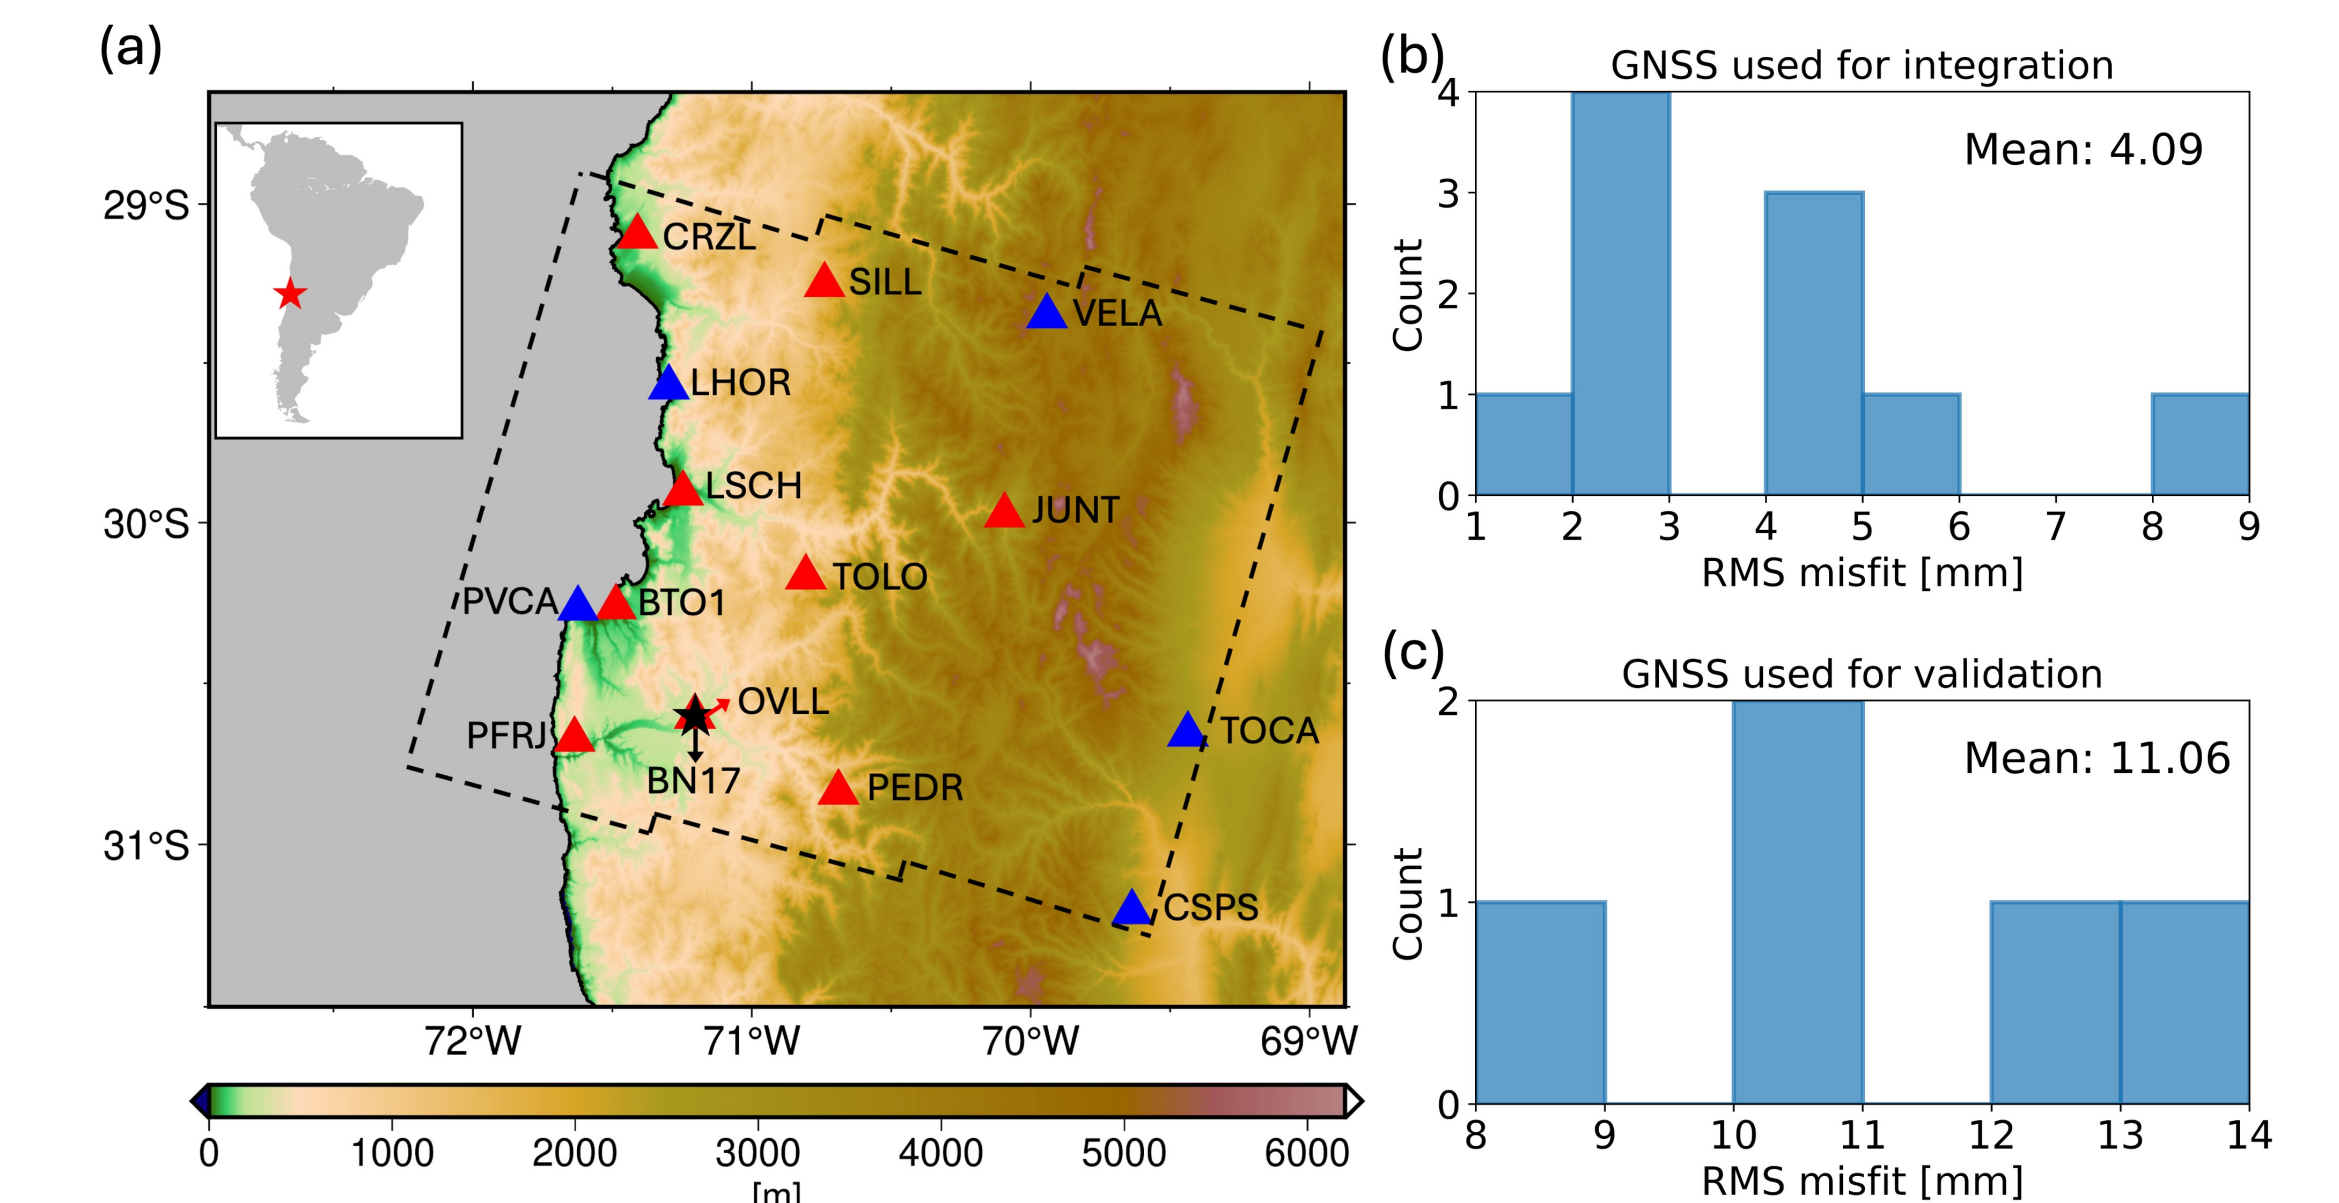 (a)
29°S
30°S
31°S
72°W
71°W
70°W
69°W
CRZL
SILL
VELA
LHOR
LSCH
JUNT
TOLO
PVCA
BTO1
OVLL
PFRJ
TOCA
BN17
PEDR
CSPS
0
1000
2000
3000
4000
5000
6000
[m]
(b)
GNSS used for integration
Mean: 4.09
Count
4
3
2
1
0
1
2
3
4
5
6
7
8
9
RMS misfit [mm]
(c)
GNSS used for validation
Mean: 11.06
Count
2
1
0
8
9
10
11
12
13
14
RMS misfit [mm]